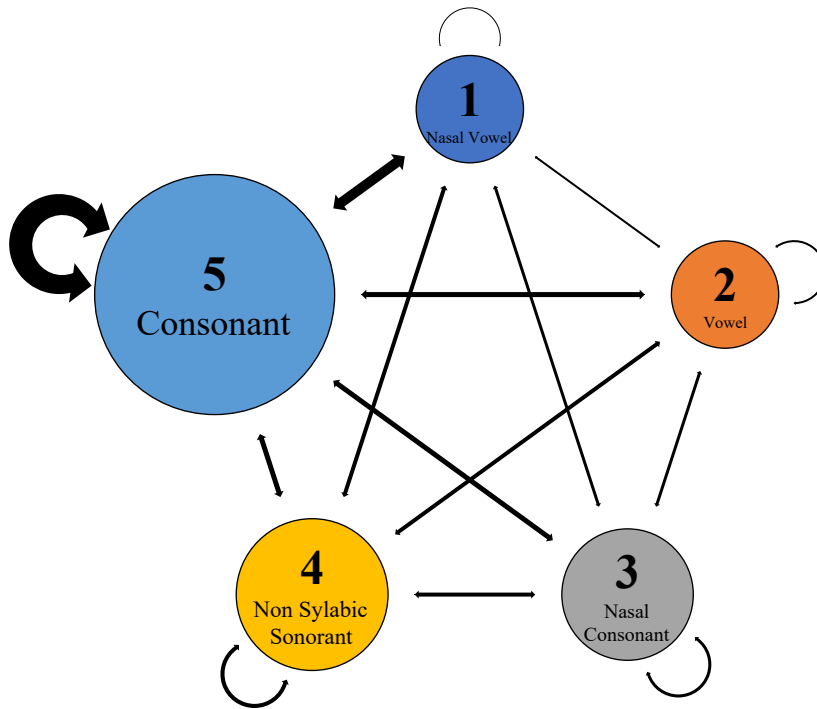 1
Nasal Vowel
2
Vowel
3
Nasal
Consonant
4
Non Sylabic
Sonorant
5
Consonant